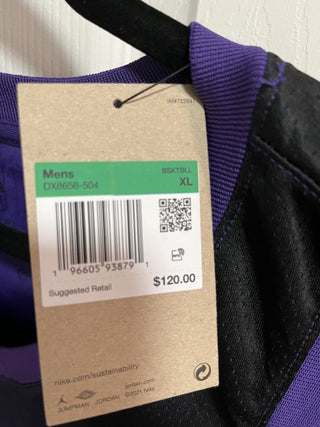 Mens
BSKTBLL
DX8656-504
XL
1 96605 93879 1
NFC
Suggested Retail
$120.00
nike.com/sustainability
jordan.com
JUMPMAN JORDAN ©2021 Nike